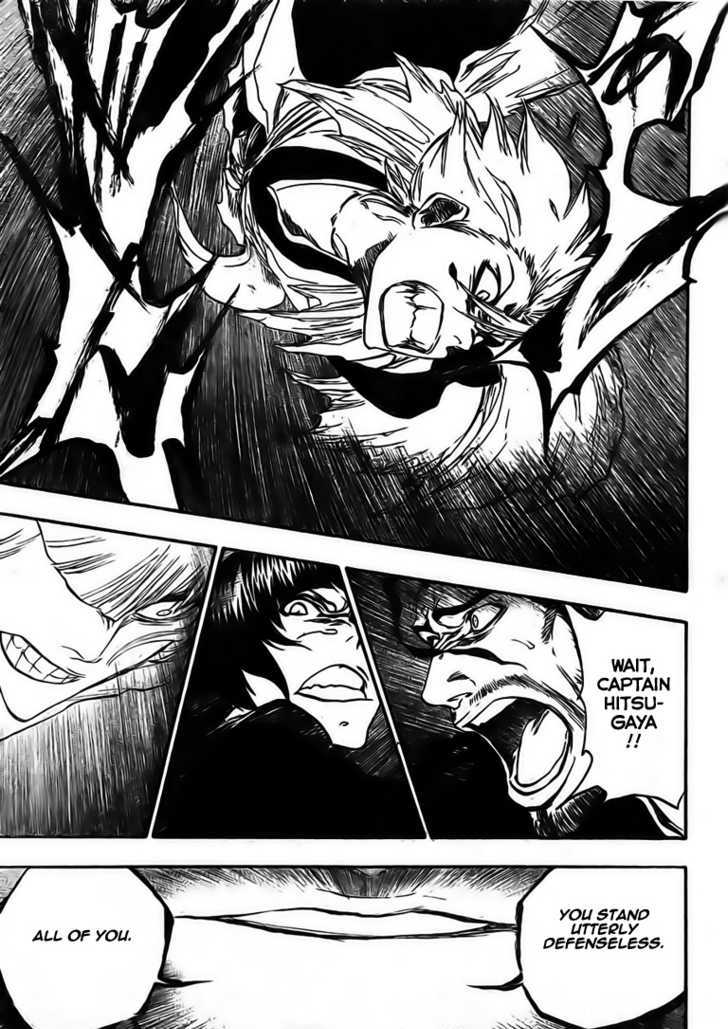 WAIT,
CAPTAIN
HITSU-
GAYA
!!
YOU STAND
UTTERLY
DEFENSELESS.
ALL OF YOU.